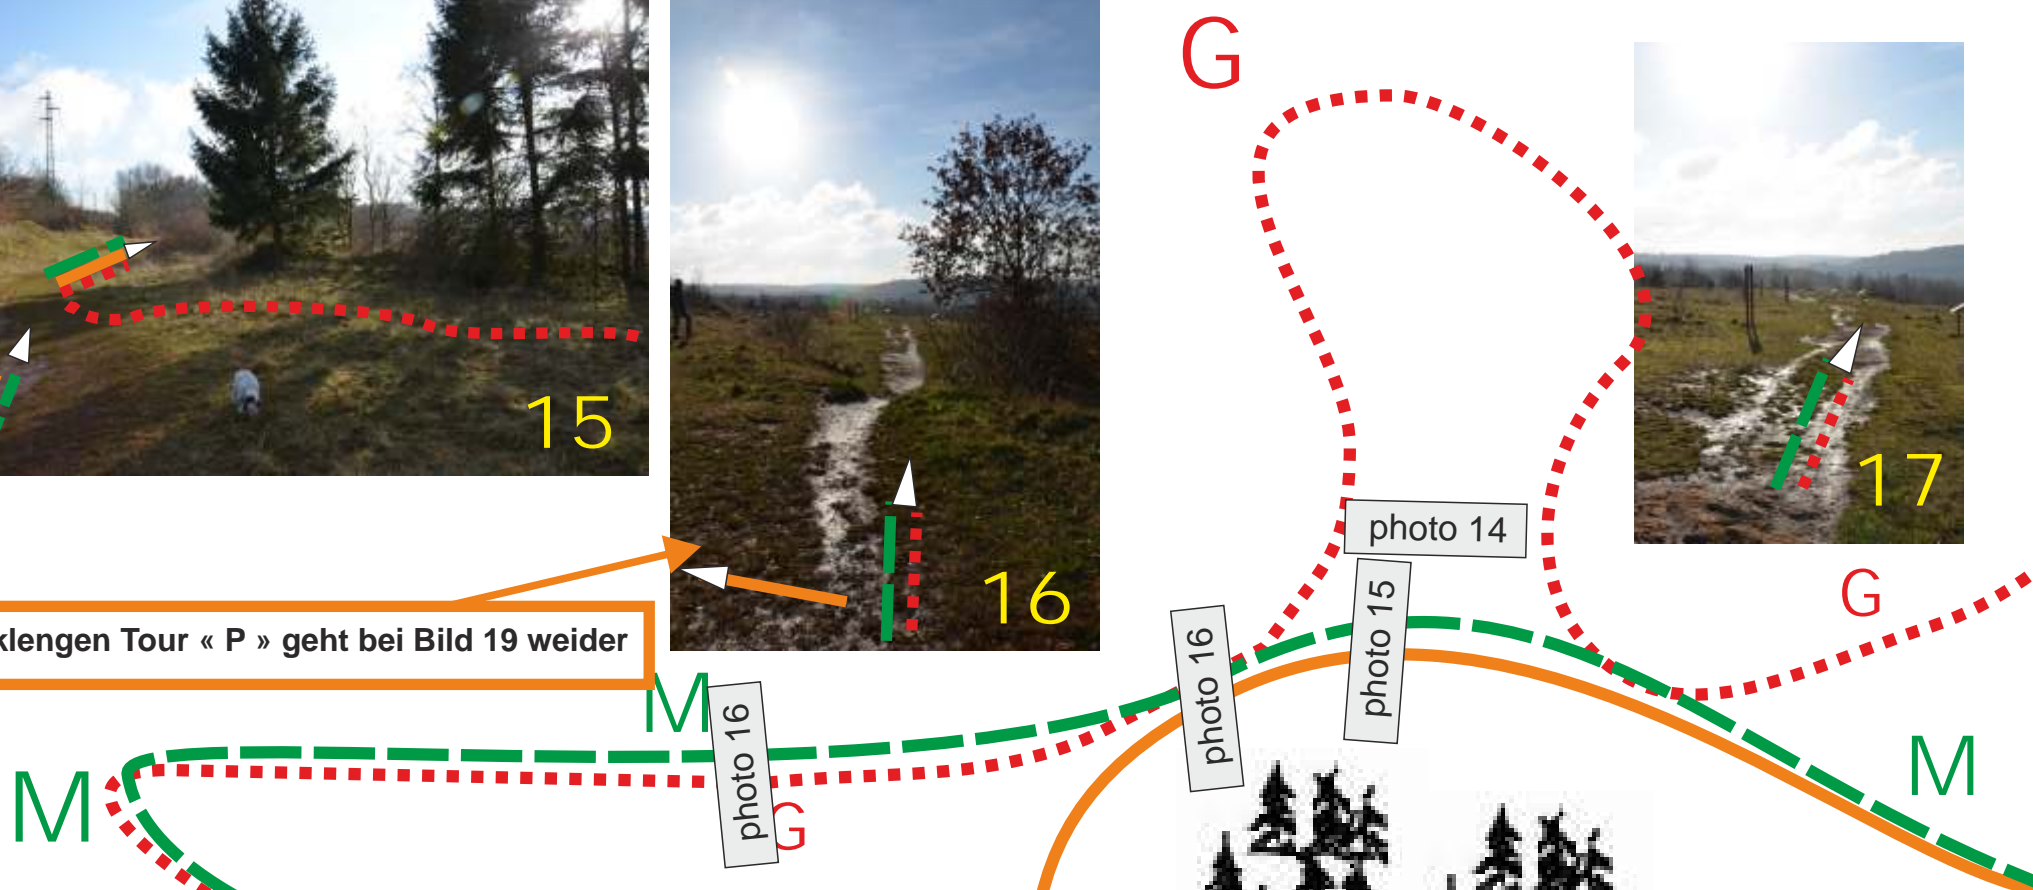 G
15
16
17
photo 14
G
photo 15
photo 16
klengen Tour « P » geht bei Bild 19 weider
M
photo 16
M
M
G